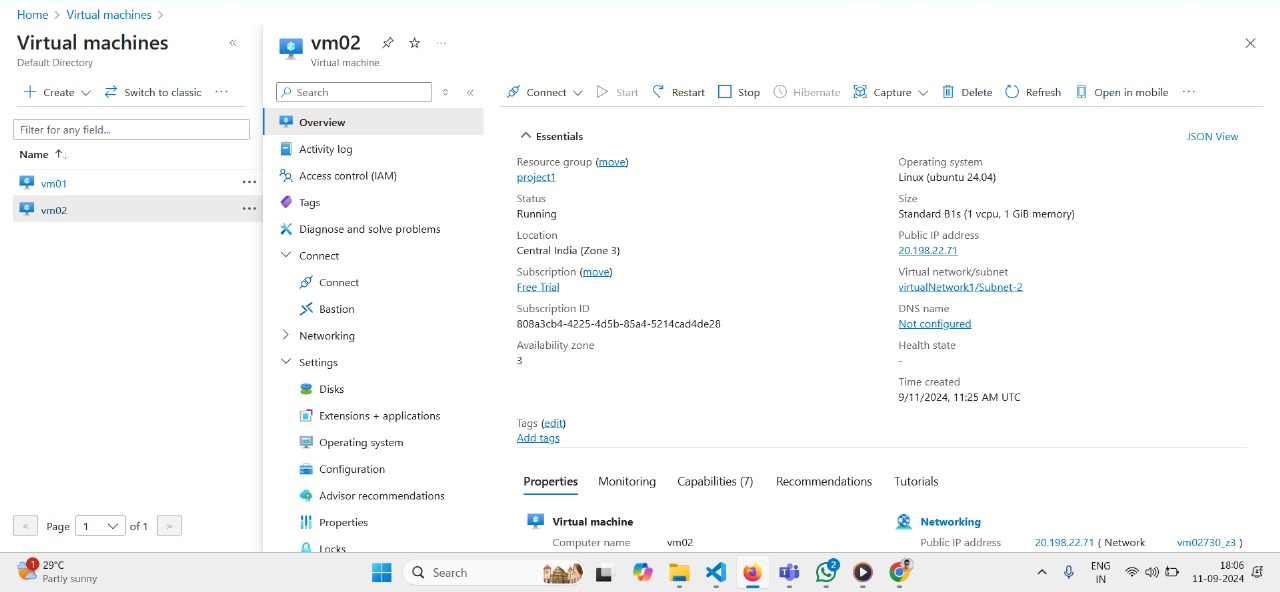 Home > Virtual machines >
Virtual machines «
Default Directory
Create
Switch to classic ...
Filter for any field...
Name ↑↓
vm01 ...
vm02 ...
< Page 1 of 1 >
vm02 ...
Virtual machine
Search
«
Overview
Activity log
Access control (IAM)
Tags
Diagnose and solve problems
Connect
Connect
Bastion
Networking
Settings
Disks
Extensions + applications
Operating system
Configuration
Advisor recommendations
Properties
Locks
Connect
Start
Restart
Stop
Hibernate
Capture
Delete
Refresh
Open in mobile ...
Essentials
JSON View
Resource group (move)
project1
Status
Running
Location
Central India (Zone 3)
Subscription (move)
Free Trial
Subscription ID
808a3cb4-4225-4d5b-85a4-5214cad4de28
Availability zone
3
Operating system
Linux (ubuntu 24.04)
Size
Standard B1s (1 vcpu, 1 GiB memory)
Public IP address
20.198.22.71
Virtual network/subnet
virtualNetwork1/Subnet-2
DNS name
Not configured
Health state
-
Time created
9/11/2024, 11:25 AM UTC
Tags (edit)
Add tags
Properties
Monitoring
Capabilities (7)
Recommendations
Tutorials
Virtual machine
Computer name vm02
Networking
Public IP address 20.198.22.71 ( Network vm02730_z3 )
1
29°C
Partly sunny
Search
2
ENG
IN
18:06
11-09-2024